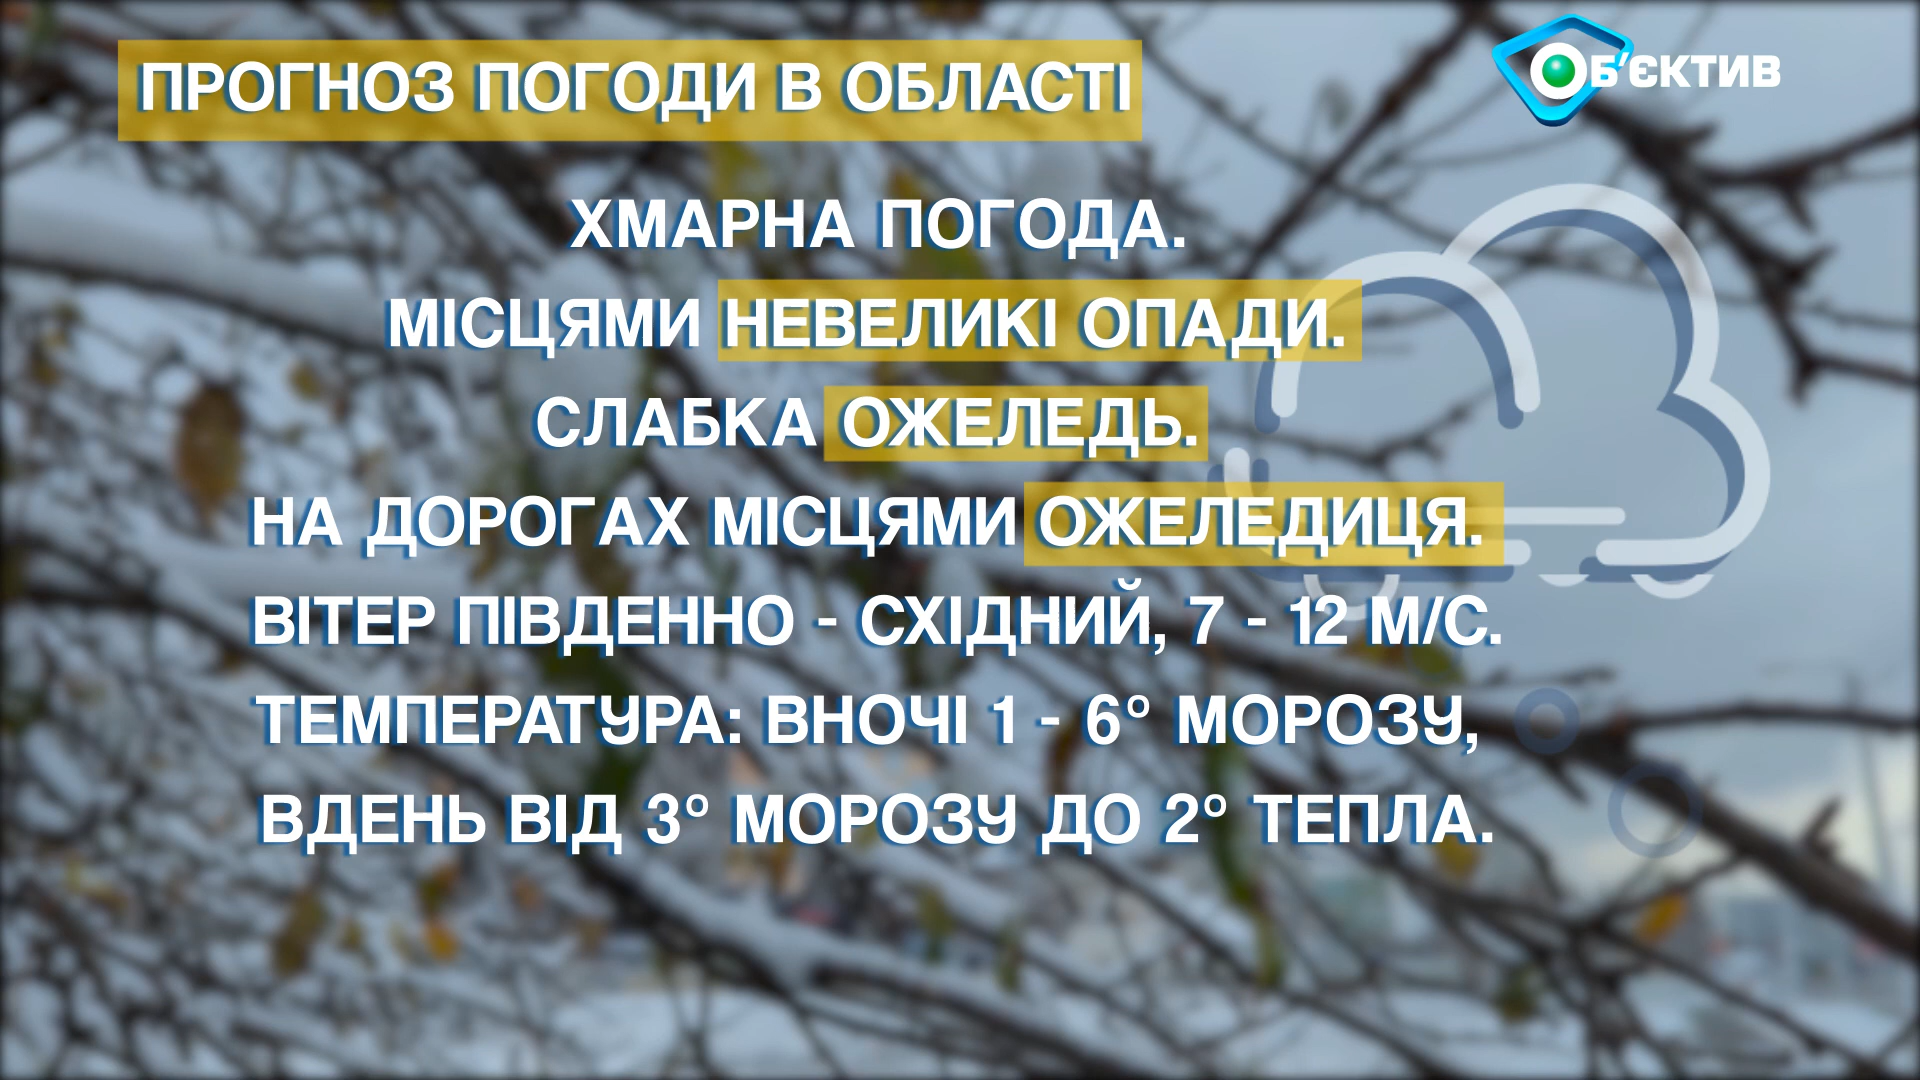 ПРОГНОЗ ПОГОДИ В ОБЛАСТІ
ОБ'ЄКТИВ
ХМАРНА ПОГОДА.
МІСЦЯМИ НЕВЕЛИКІ ОПАДИ.
СЛАБКА ОЖЕЛЕДЬ.
НА ДОРОГАХ МІСЦЯМИ ОЖЕЛЕДИЦЯ.
ВІТЕР ПІВДЕННО - СХІДНИЙ, 7 - 12 М/С.
ТЕМПЕРАТУРА: ВНОЧІ 1 - 6° МОРОЗУ,
ВДЕНЬ ВІД 3° МОРОЗУ ДО 2° ТЕПЛА.